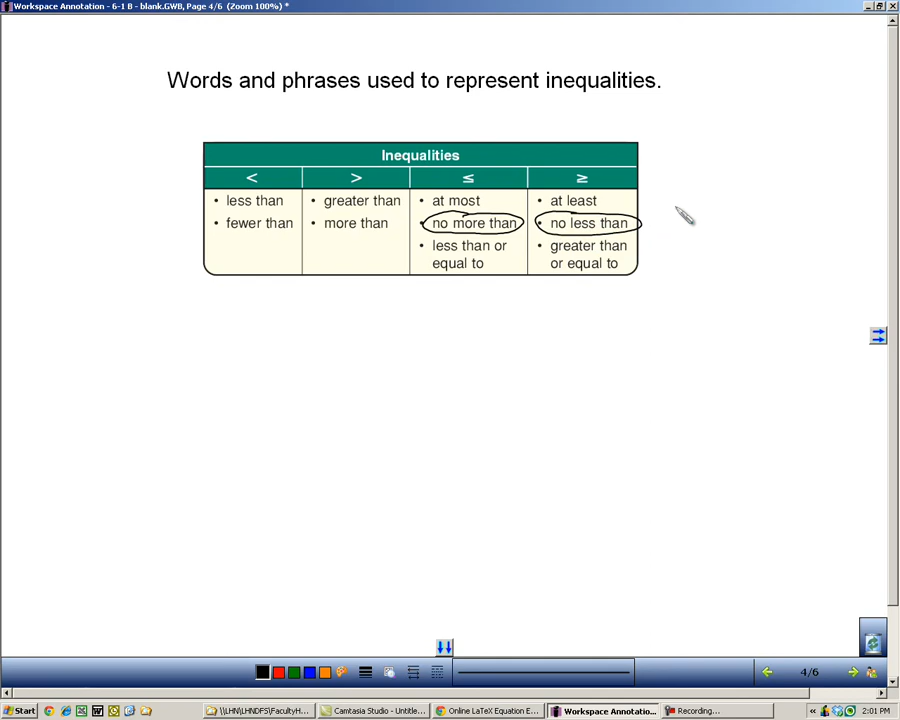 Workspace Annotation - 6-1 B - blank.GWB, Page 4/6 (Zoom 100%) *
Words and phrases used to represent inequalities.
Inequalities
< > ≤ ≥
• less than • greater than • at most • at least
• fewer than • more than • no more than • no less than
• less than or • greater than
equal to or equal to
4/6
Start \\LHN\LHNDFS\FacultyH... Camtasia Studio - Untitle... Online LaTeX Equation E... Workspace Annotatio... Recording... « 2:01 PM